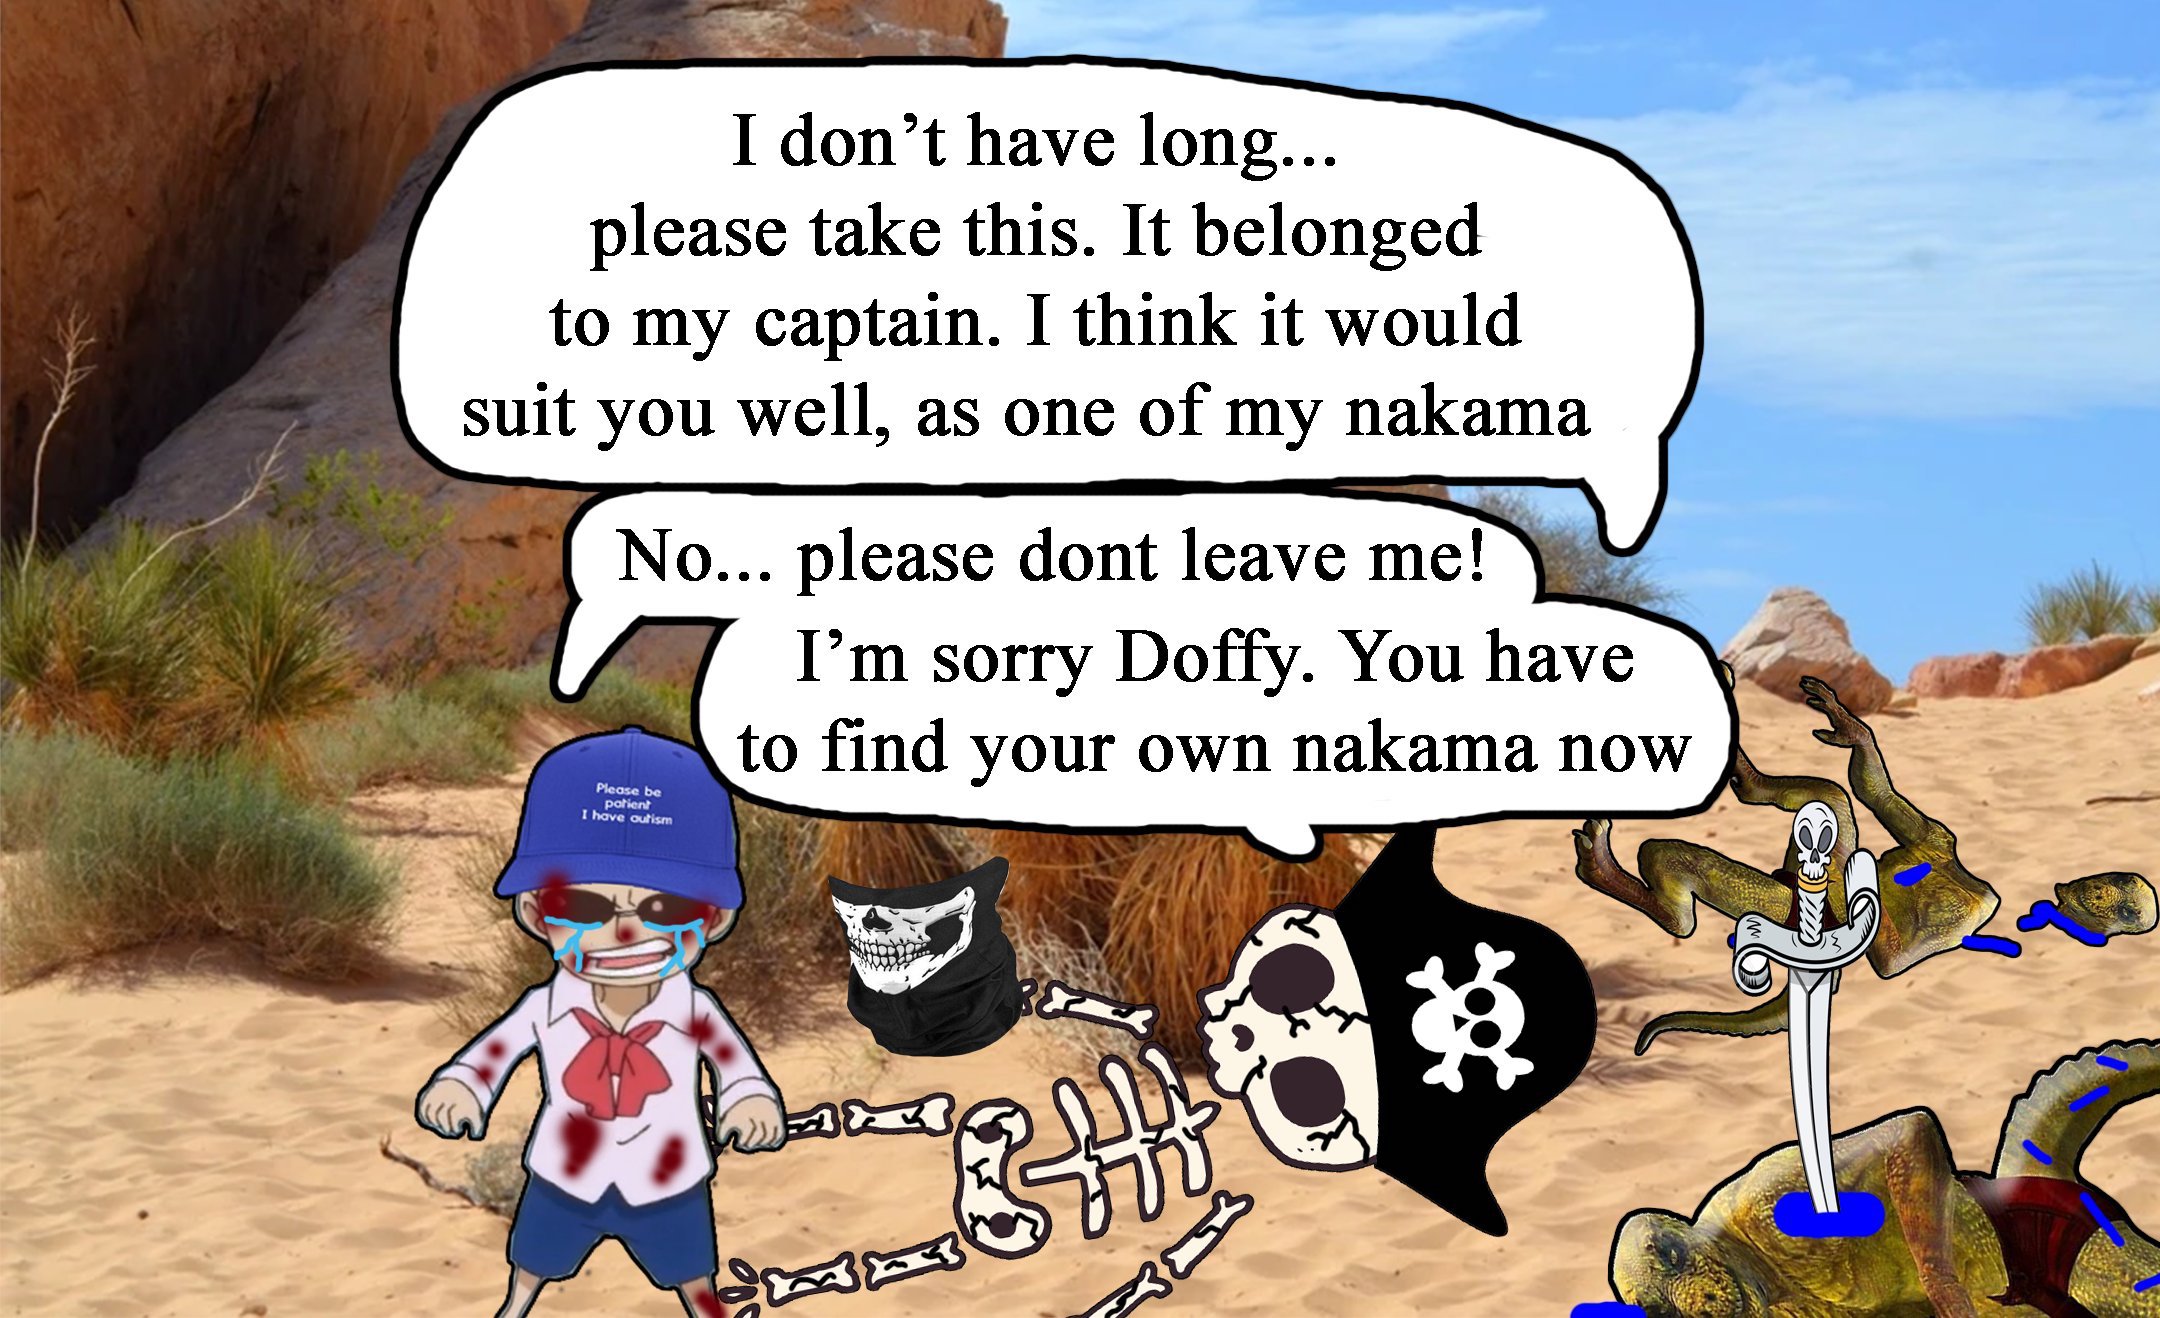 I don’t have long...
please take this. It belonged
to my captain. I think it would
suit you well, as one of my nakama
No... please dont leave me!
I’m sorry Doffy. You have
to find your own nakama now
Please be
patient
I have autism